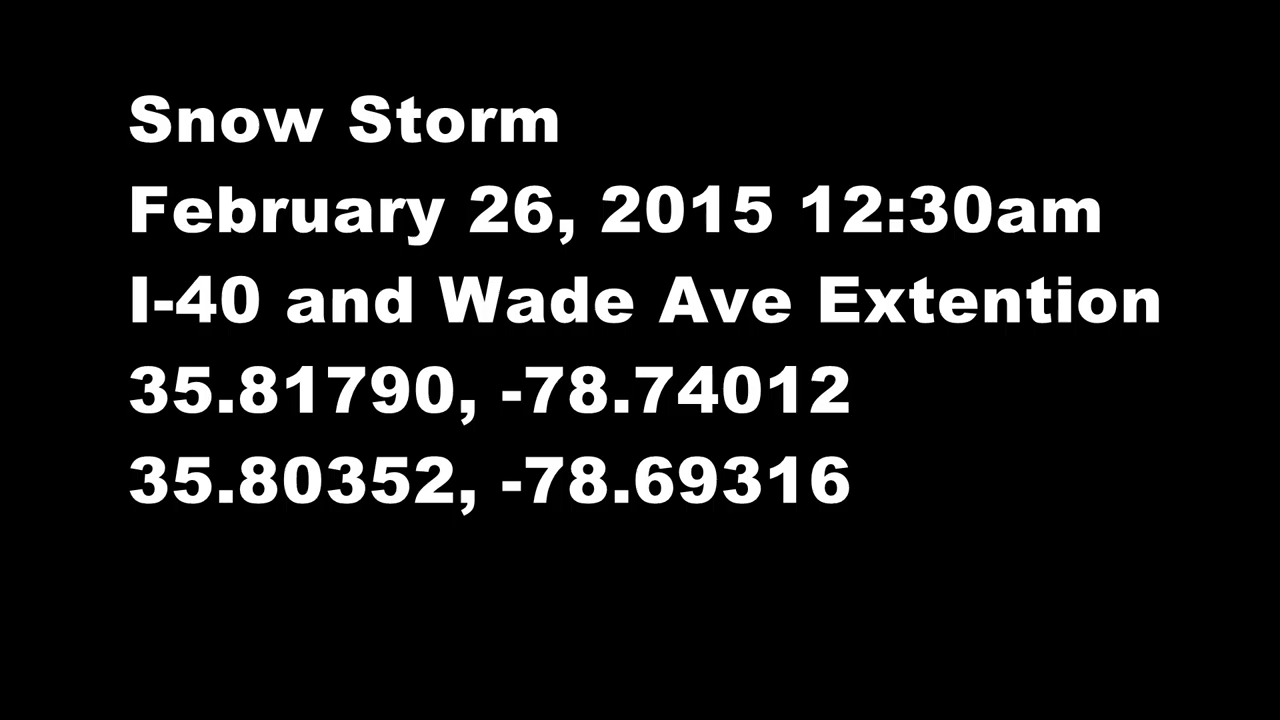 Snow Storm
February 26, 2015 12:30am
I-40 and Wade Ave Extention
35.81790, -78.74012
35.80352, -78.69316